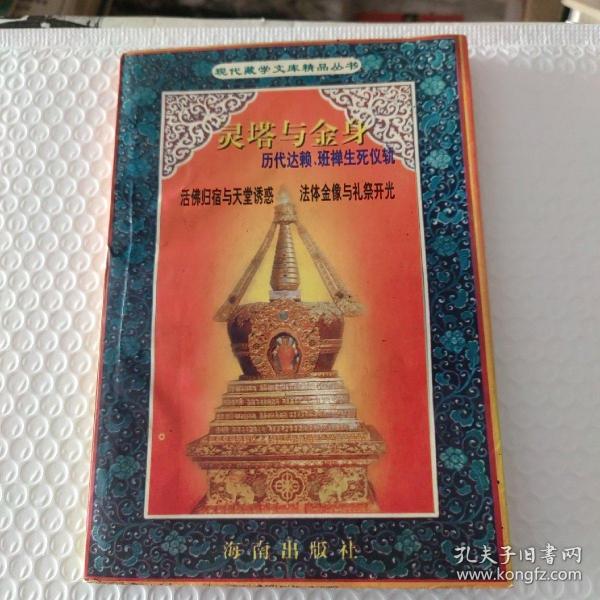 现代藏学文库精品丛书
灵塔与金身
历代达赖、班禅生死仪轨
活佛归宿与天堂诱惑 法体金像与礼祭开光
海南出版社
孔夫子旧书网
www.kongfz.com